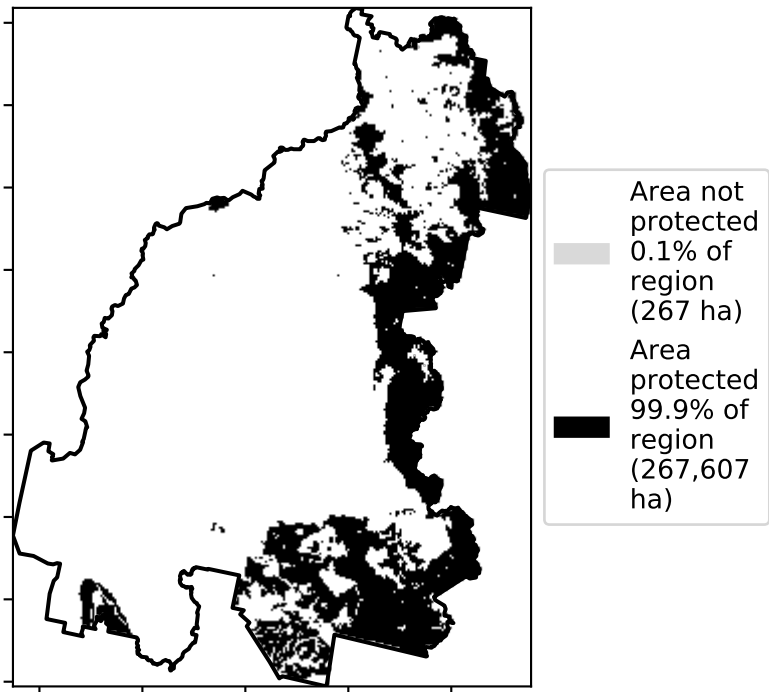 Area not
protected
0.1% of
region
(267 ha)
Area
protected
99.9% of
region
(267,607
ha)